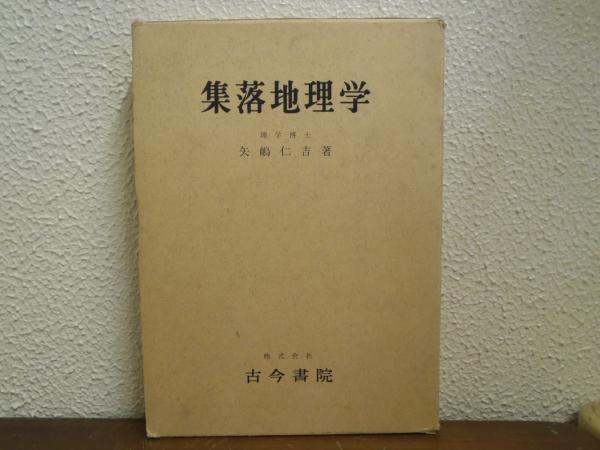 集落地理学
理学博士
矢嶋仁吉著
株式会社
古今書院